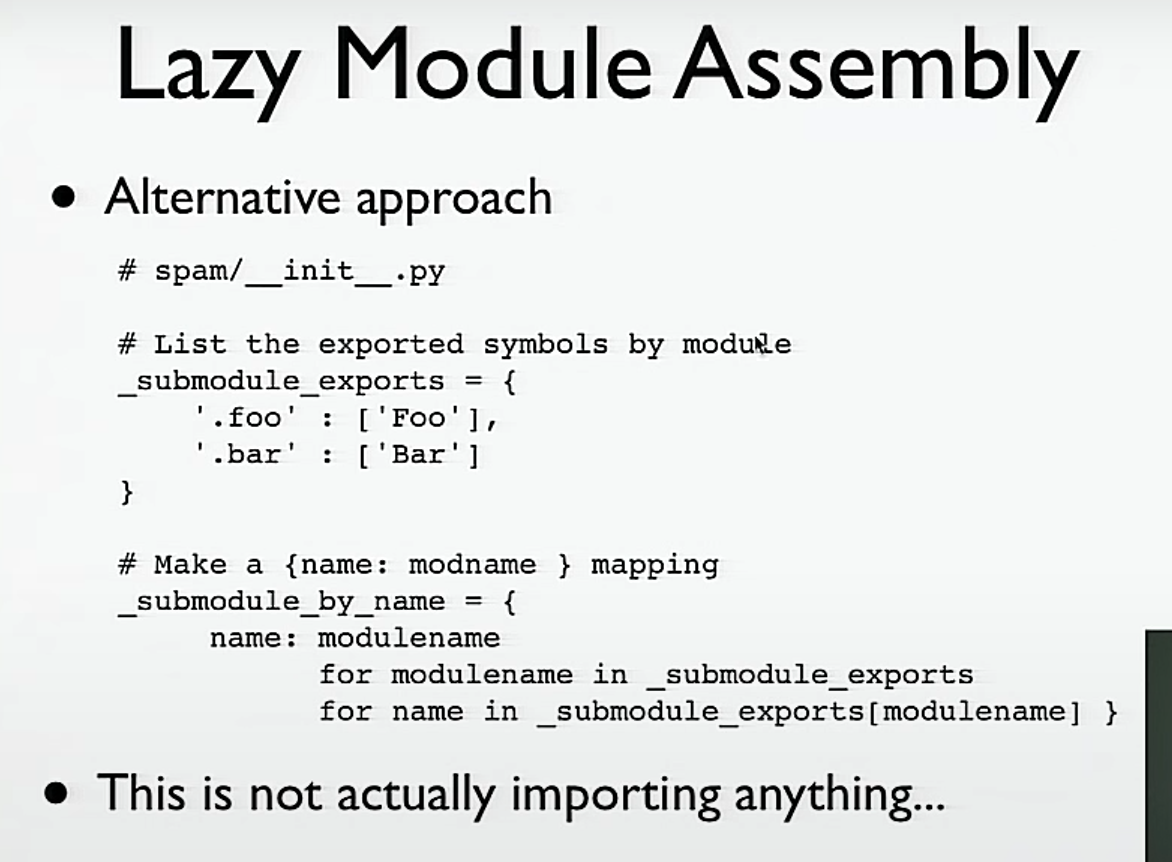 Lazy Module Assembly
• Alternative approach
# spam/__init__.py
# List the exported symbols by module
_submodule_exports = {
'.foo' : ['Foo'],
'.bar' : ['Bar']
}
# Make a {name: modname } mapping
_submodule_by_name = {
name: modulename
for modulename in _submodule_exports
for name in _submodule_exports[modulename] }
• This is not actually importing anything...